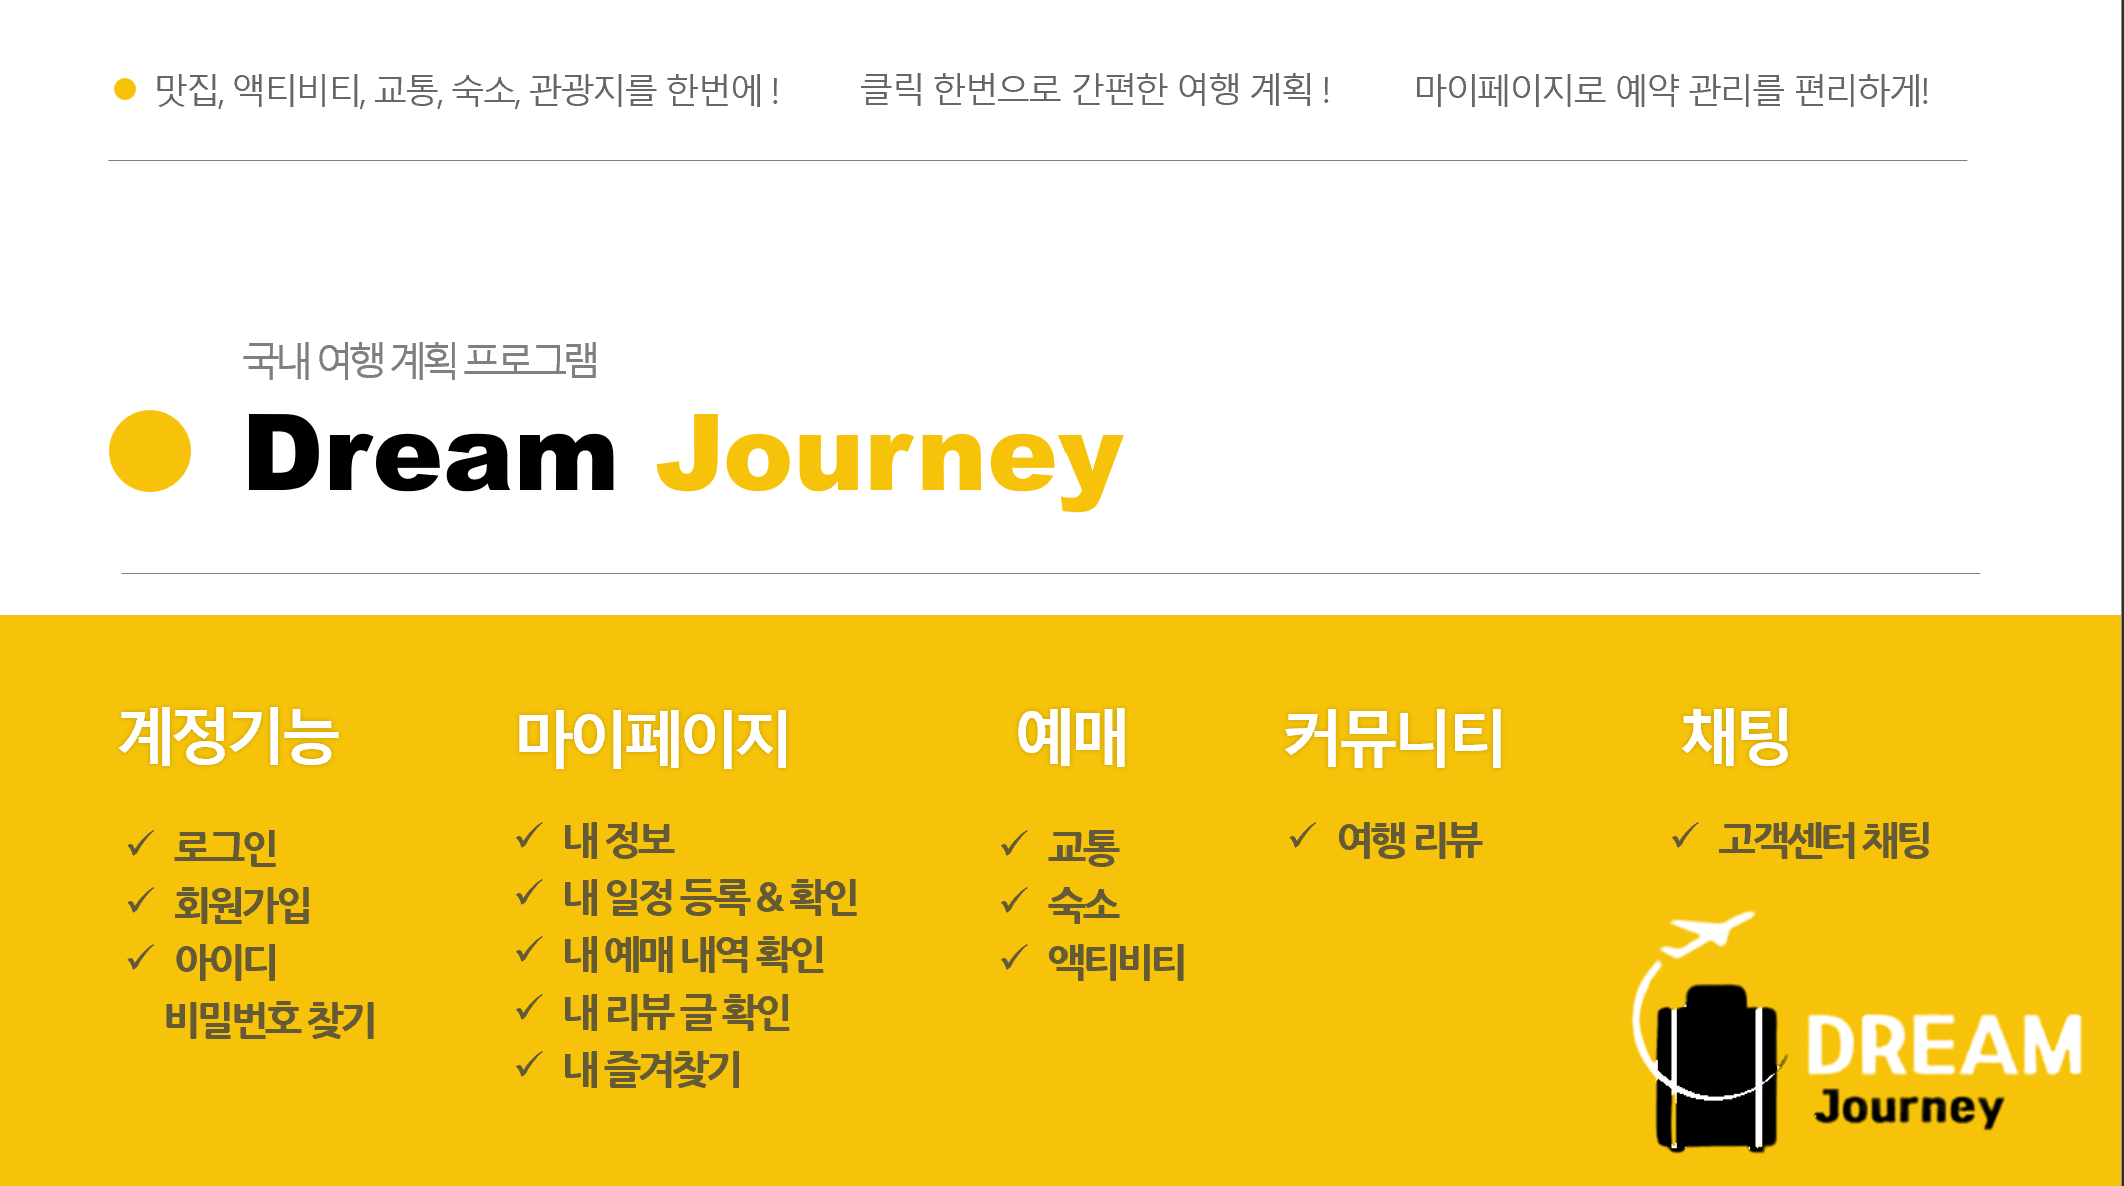 맛집, 액티비티, 교통, 숙소, 관광지를 한번에 !
클릭 한번으로 간편한 여행 계획 !
마이페이지로 예약 관리를 편리하게!
국내 여행 계획 프로그램
Dream Journey
계정기능
로그인
회원가입
아이디
비밀번호 찾기
마이페이지
내 정보
내 일정 등록 & 확인
내 예매 내역 확인
내 리뷰 글 확인
내 즐겨찾기
예매
교통
숙소
액티비티
커뮤니티
여행 리뷰
채팅
고객센터 채팅
DREAM
Journey